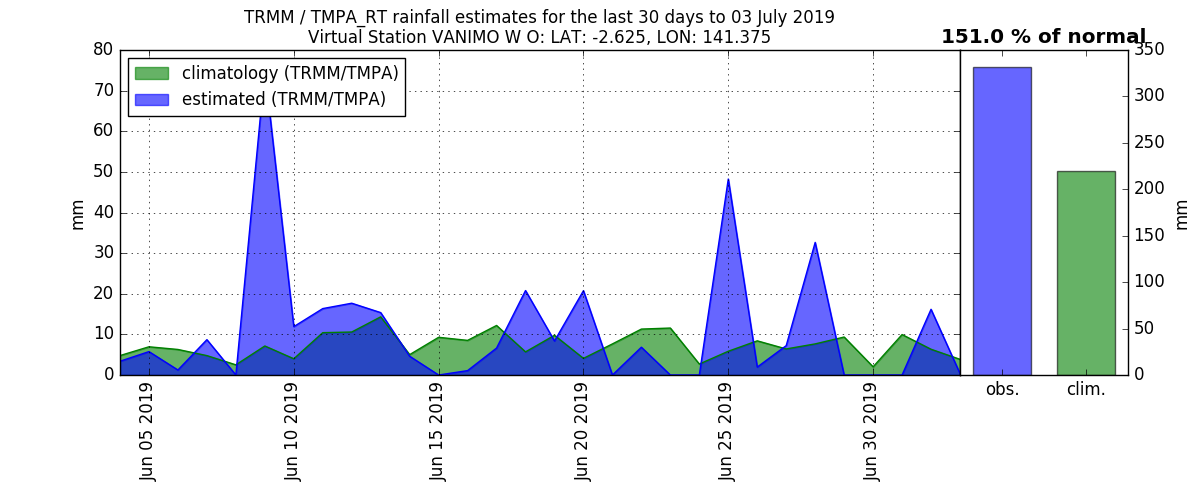 TRMM / TMPA_RT rainfall estimates for the last 30 days to 03 July 2019
Virtual Station VANIMO W O: LAT: -2.625, LON: 141.375
151.0 % of normal
climatology (TRMM/TMPA)
estimated (TRMM/TMPA)
80
70
60
50
40
30
20
10
0
mm
Jun 05 2019
Jun 10 2019
Jun 15 2019
Jun 20 2019
Jun 25 2019
Jun 30 2019
350
300
250
200
150
100
50
0
mm
obs.
clim.